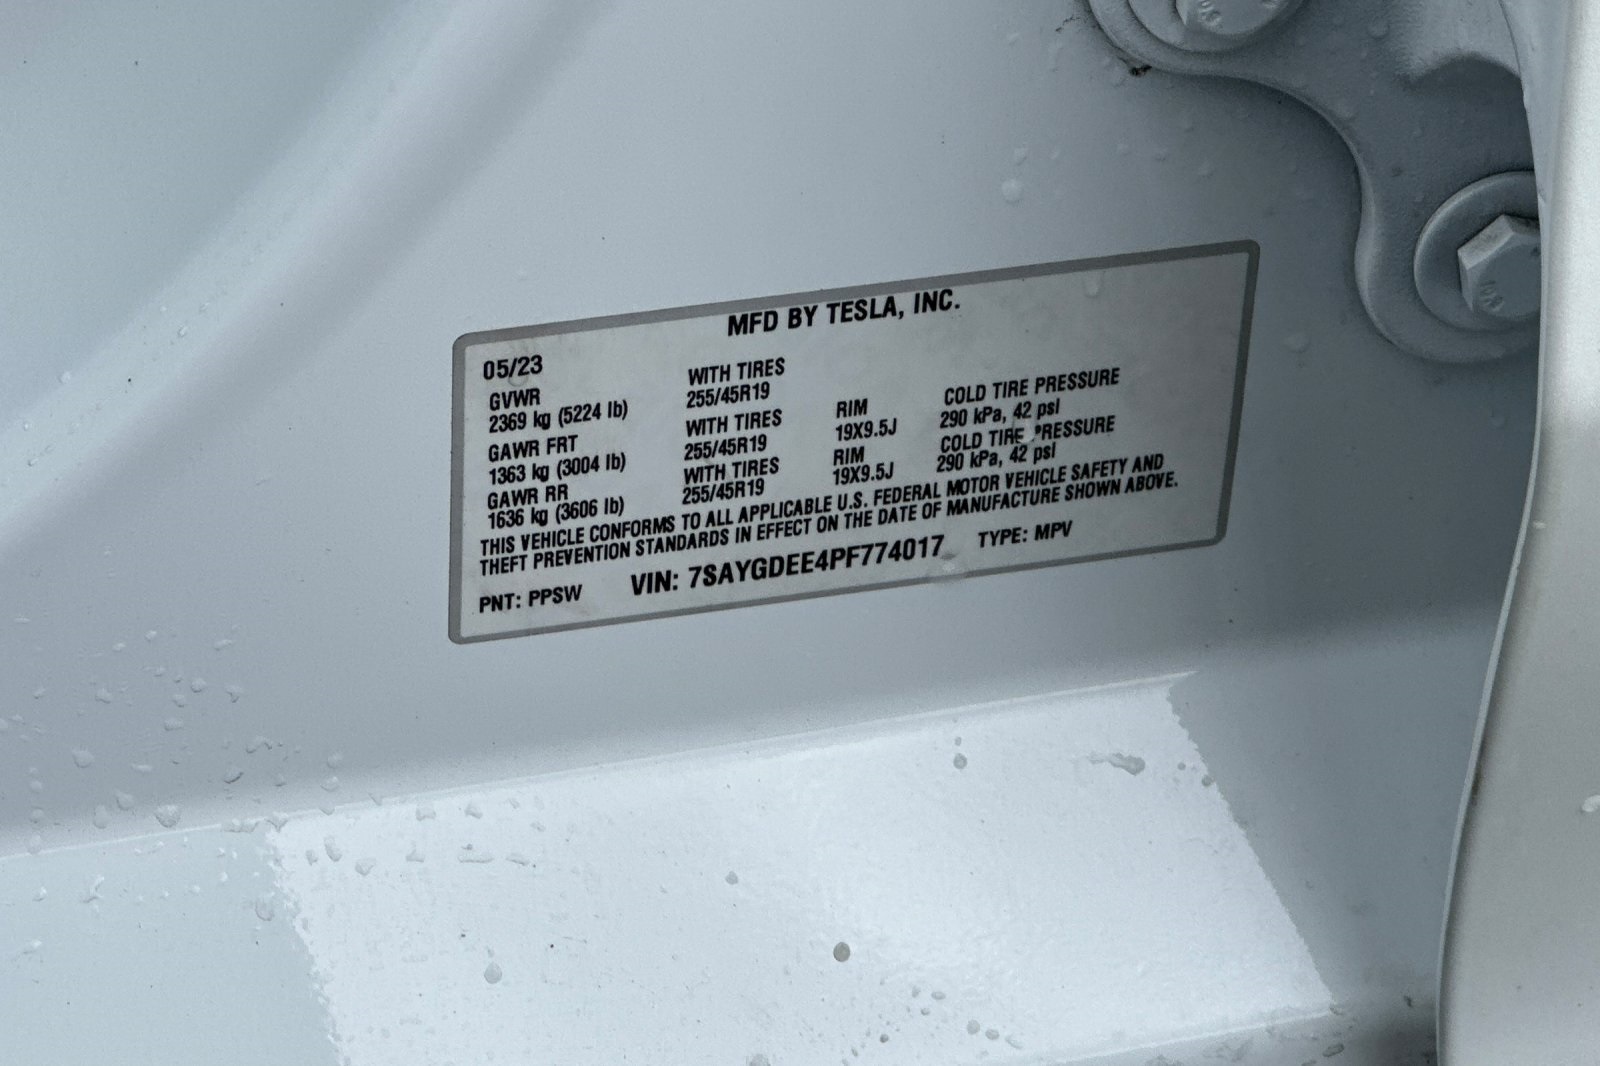 MFD BY TESLA, INC.
05/23
GVWR WITH TIRES
2369 kg (5224 lb) 255/45R19
GAWR FRT WITH TIRES RIM COLD TIRE PRESSURE
1363 kg (3004 lb) 255/45R19 19X9.5J 290 kPa, 42 psi
GAWR RR WITH TIRES RIM COLD TIRE PRESSURE
1636 kg (3606 lb) 255/45R19 19X9.5J 290 kPa, 42 psi
THIS VEHICLE CONFORMS TO ALL APPLICABLE U.S. FEDERAL MOTOR VEHICLE SAFETY AND
THEFT PREVENTION STANDARDS IN EFFECT ON THE DATE OF MANUFACTURE SHOWN ABOVE.
PNT: PPSW VIN: 7SAYGDEE4PF774017 TYPE: MPV